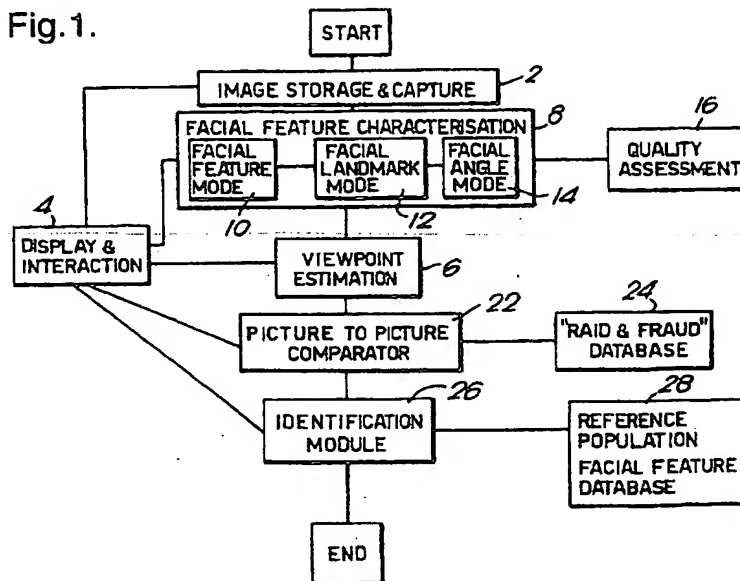 Fig.1.
START
IMAGE STORAGE & CAPTURE
2
FACIAL FEATURE CHARACTERISATION
8
FACIAL
FEATURE
MODE
10
FACIAL
LANDMARK
MODE
12
FACIAL
ANGLE
MODE
14
16
QUALITY
ASSESSMENT
4
DISPLAY &
INTERACTION
VIEWPOINT
ESTIMATION
6
PICTURE TO PICTURE
COMPARATOR
22
24
"RAID & FRAUD"
DATABASE
26
IDENTIFICATION
MODULE
28
REFERENCE
POPULATION
FACIAL FEATURE
DATABASE
END